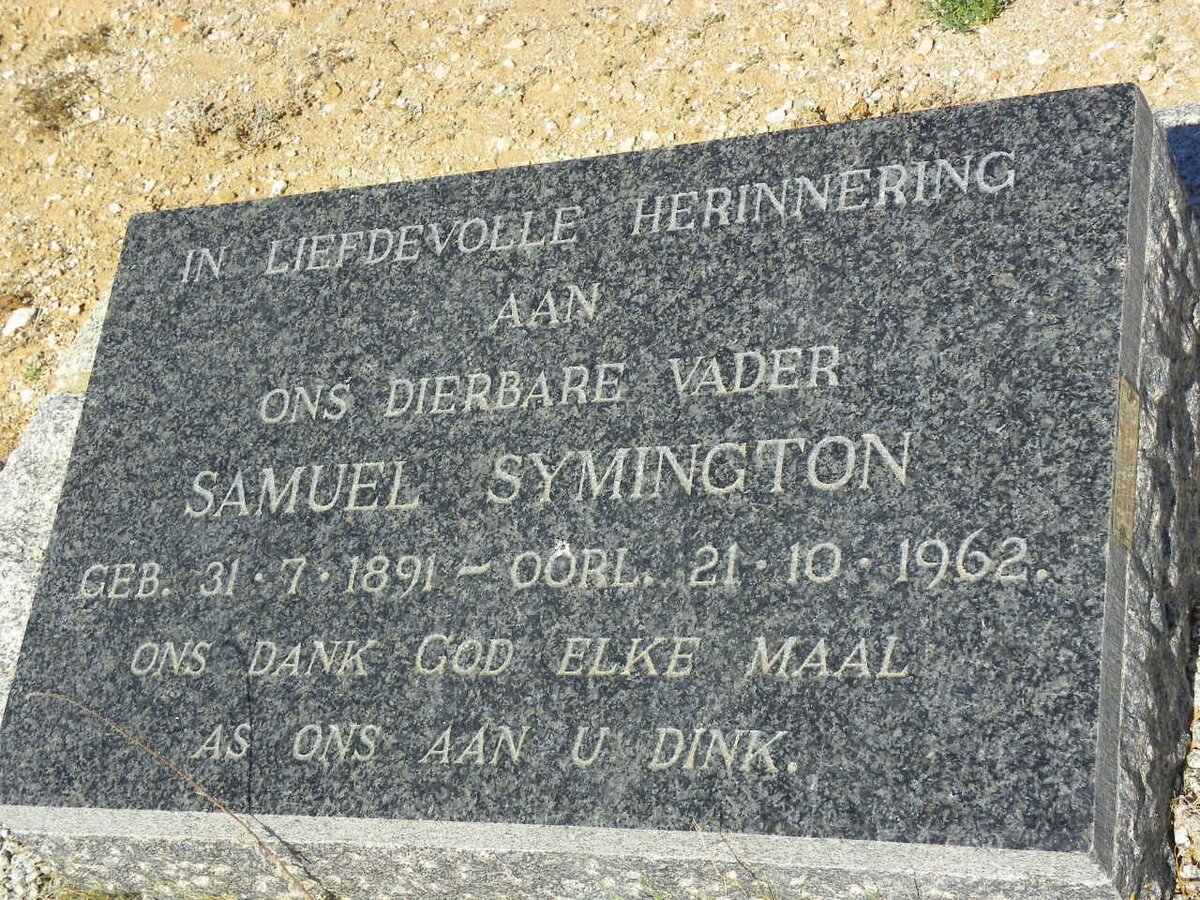 IN LIEFDEVOLLE HERINNERING
AAN
ONS DIERBARE VADER
SAMUEL SYMINGTON
GEB. 31·7·1891 ~ OORL. 21·10·1962.
ONS DANK GOD ELKE MAAL
AS ONS AAN U DINK.